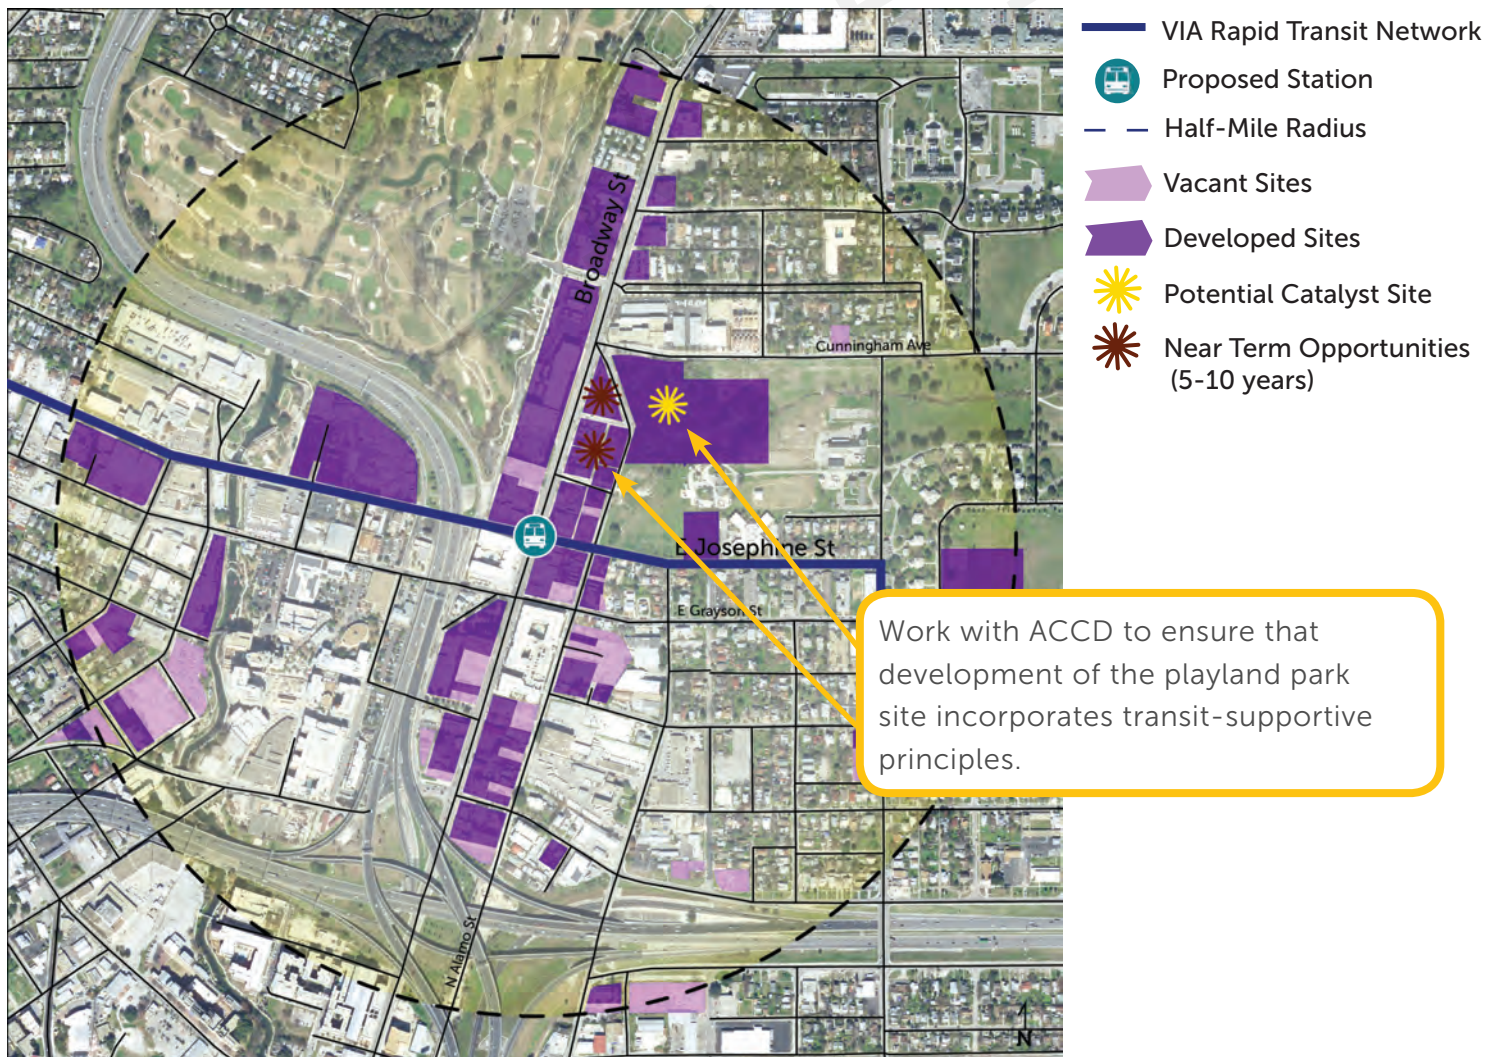 VIA Rapid Transit Network
Proposed Station
Half-Mile Radius
Vacant Sites
Developed Sites
Potential Catalyst Site
Near Term Opportunities
(5-10 years)
Broadway St
Cunningham Ave
E Josephine St
E Grayson St
Work with ACCD to ensure that
development of the playland park
site incorporates transit-supportive
principles.
N Alamo St
N